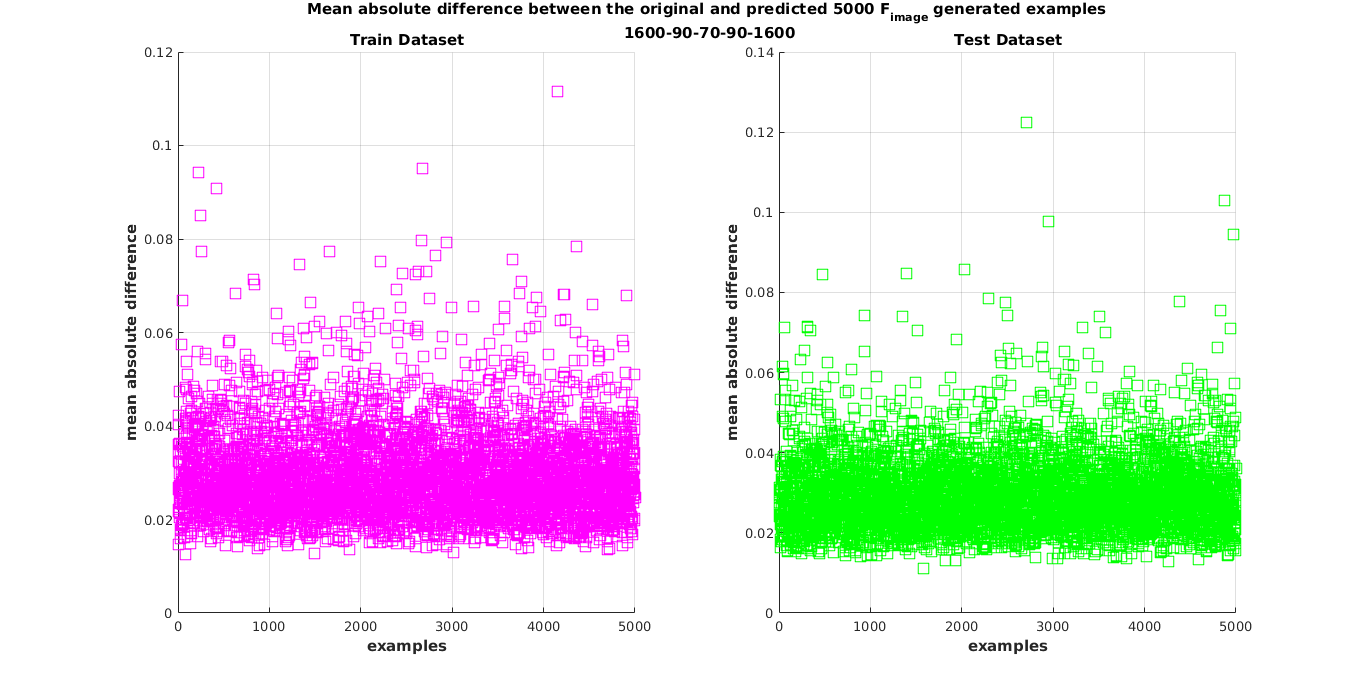 Mean absolute difference between the original and predicted 5000 F_image generated examples
1600-90-70-90-1600
Train Dataset
0.12
0.1
0.08
0.06
0.04
0.02
0
mean absolute difference
0 1000 2000 3000 4000 5000
examples
Test Dataset
0.14
0.12
0.1
0.08
0.06
0.04
0.02
0
mean absolute difference
0 1000 2000 3000 4000 5000
examples